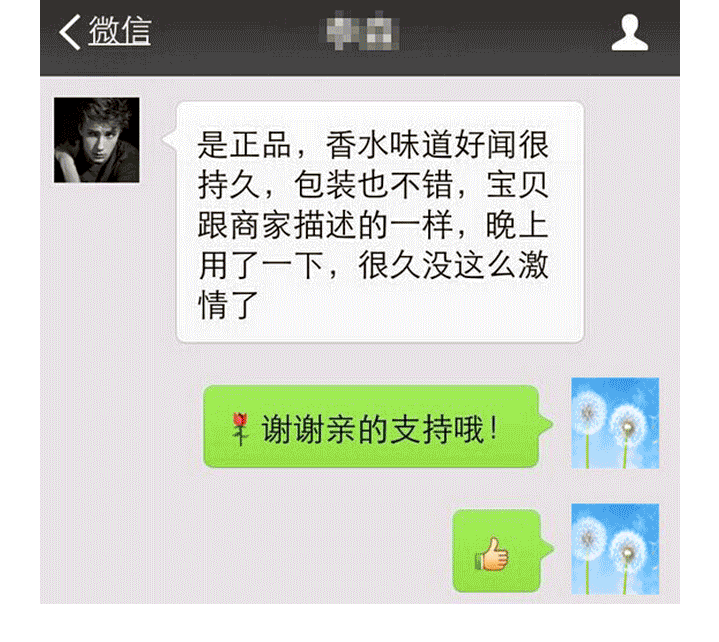 微信
是正品，香水味道好闻很
持久，包装也不错，宝贝
跟商家描述的一样，晚上
用了一下，很久没这么激
情了
🌹谢谢亲的支持哦！
👍